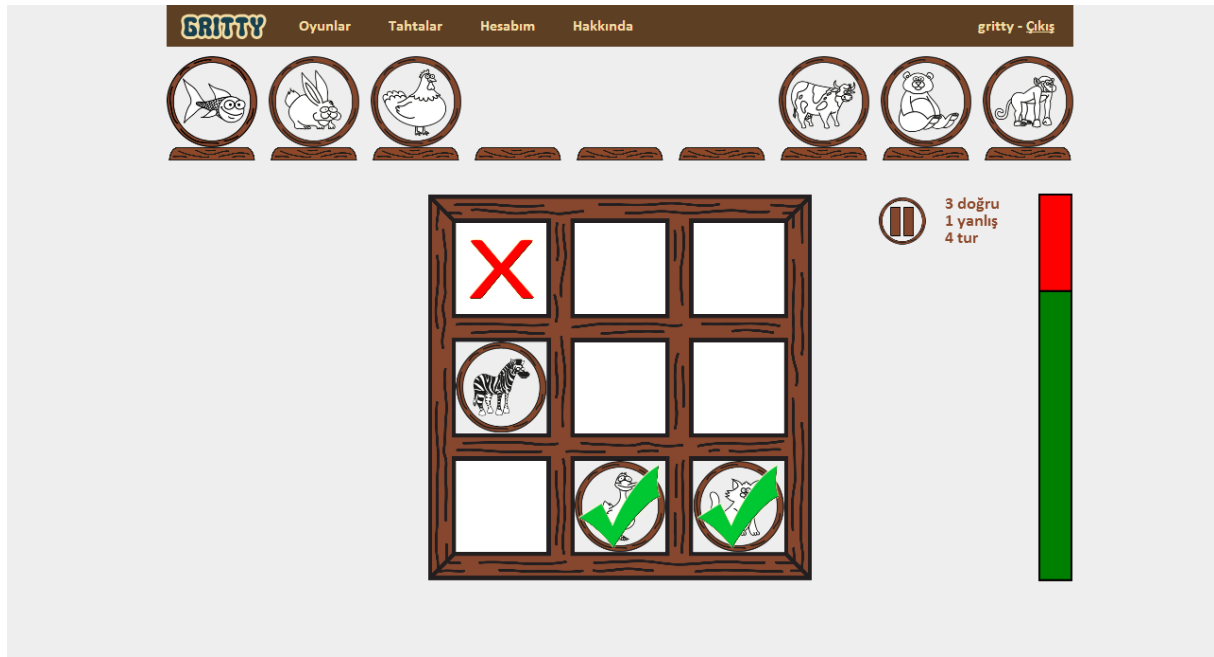 GRITTY Oyunlar Tahtalar Hesabım Hakkında gritty - Çıkış
3 doğru
1 yanlış
4 tur